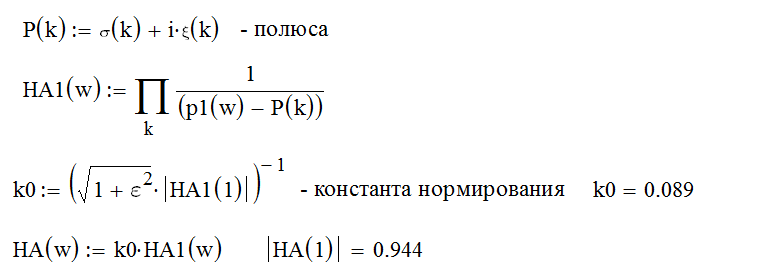 P(k) := σ(k) + i·ξ(k) - полюса
HA1(w) := ∏_k 1/(p1(w) − P(k))
k0 := (√(1 + ε²)·|HA1(1)|)⁻¹ - константа нормирования k0 = 0.089
HA(w) := k0·HA1(w) |HA(1)| = 0.944